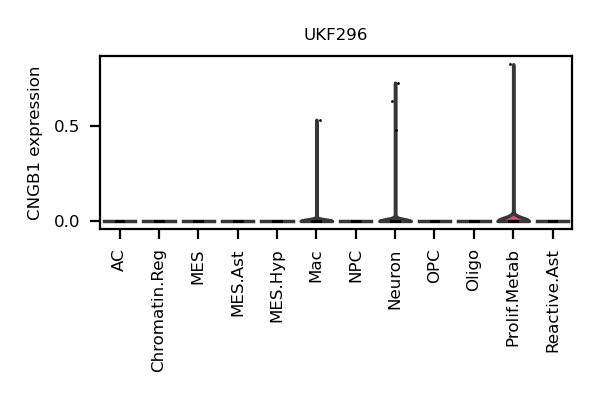 UKF296
CNGB1 expression
0.5
0.0
AC
Chromatin.Reg
MES
MES.Ast
MES.Hyp
Mac
NPC
Neuron
OPC
Oligo
Prolif.Metab
Reactive.Ast